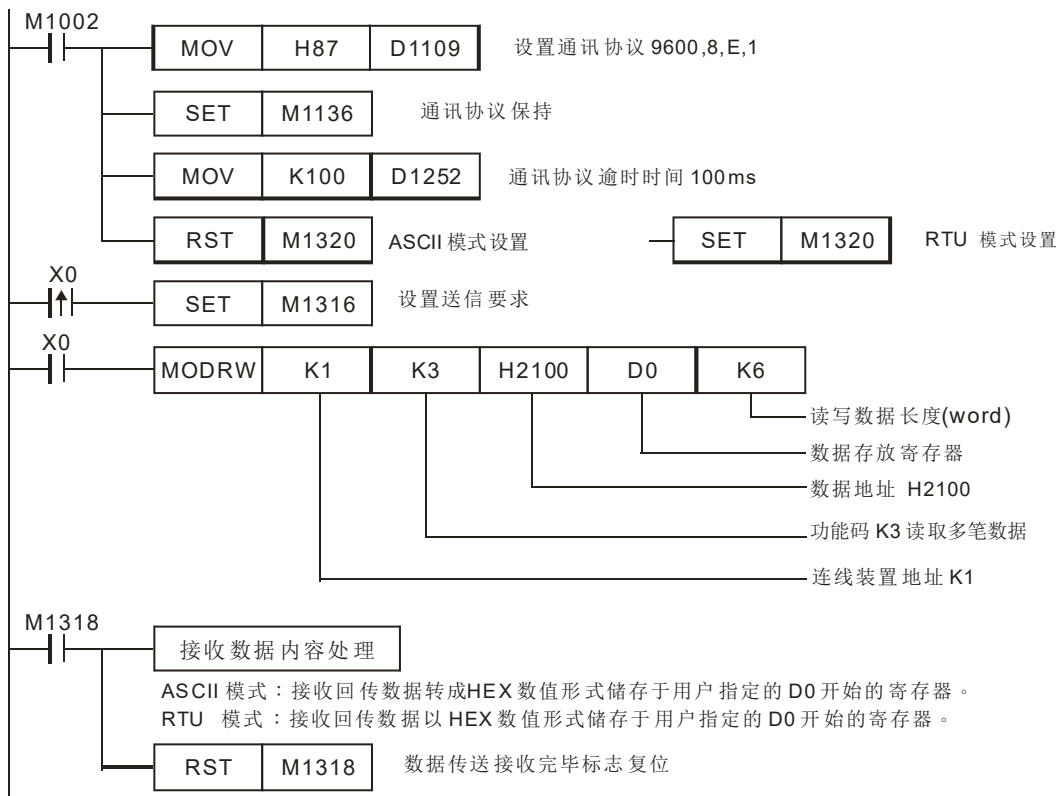 M1002
MOV H87 D1109 设置通讯协议 9600,8,E,1
SET M1136 通讯协议保持
MOV K100 D1252 通讯协议逾时时间 100ms
RST M1320 ASCII 模式设置 SET M1320 RTU 模式设置
X0
SET M1316 设置送信要求
X0
MODRW K1 K3 H2100 D0 K6
读写数据长度(word)
数据存放寄存器
数据地址 H2100
功能码 K3 读取多笔数据
连线装置地址 K1
M1318
接收数据内容处理
ASCII 模式：接收回传数据转成HEX 数值形式储存于用户指定的 D0 开始的寄存器。
RTU 模式：接收回传数据以 HEX 数值形式储存于用户指定的 D0 开始的寄存器。
RST M1318 数据传送接收完毕标志复位